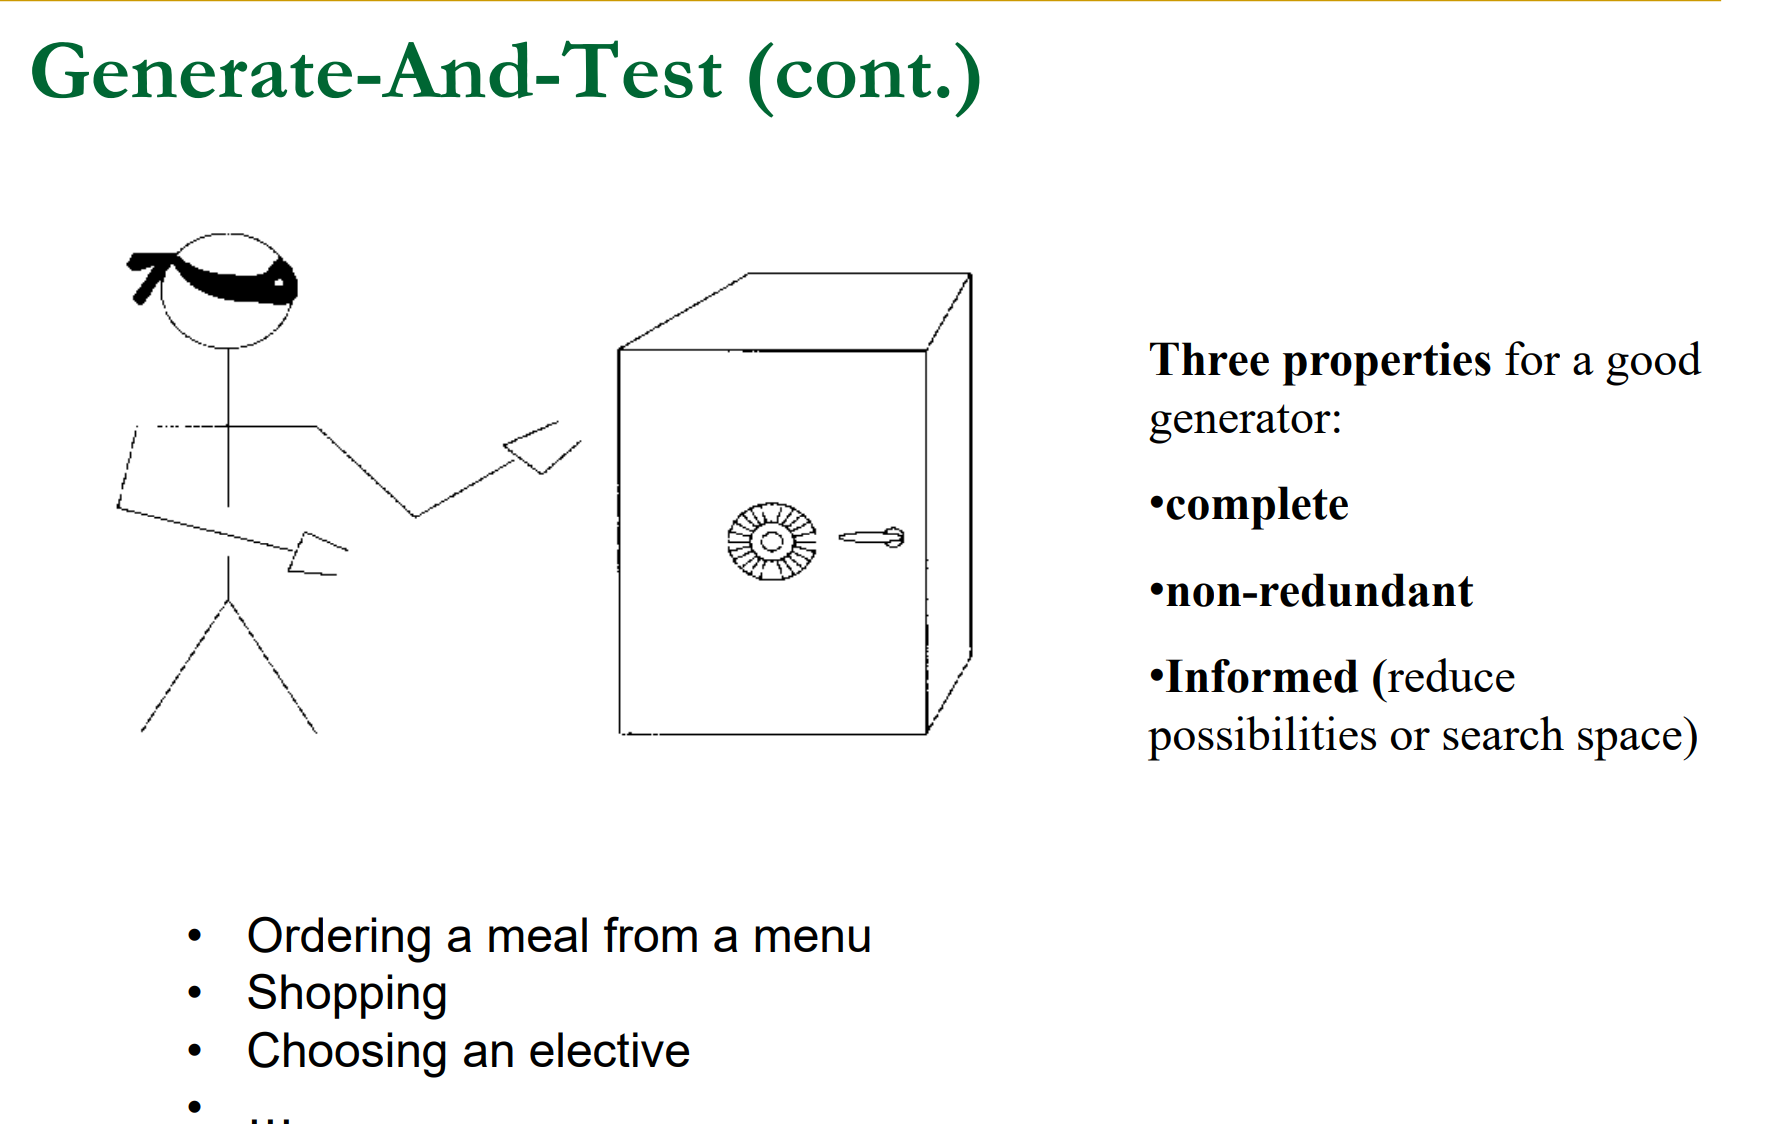 Generate-And-Test (cont.)
Three properties for a good
generator:
•complete
•non-redundant
•Informed (reduce
possibilities or search space)
• Ordering a meal from a menu
• Shopping
• Choosing an elective
• …